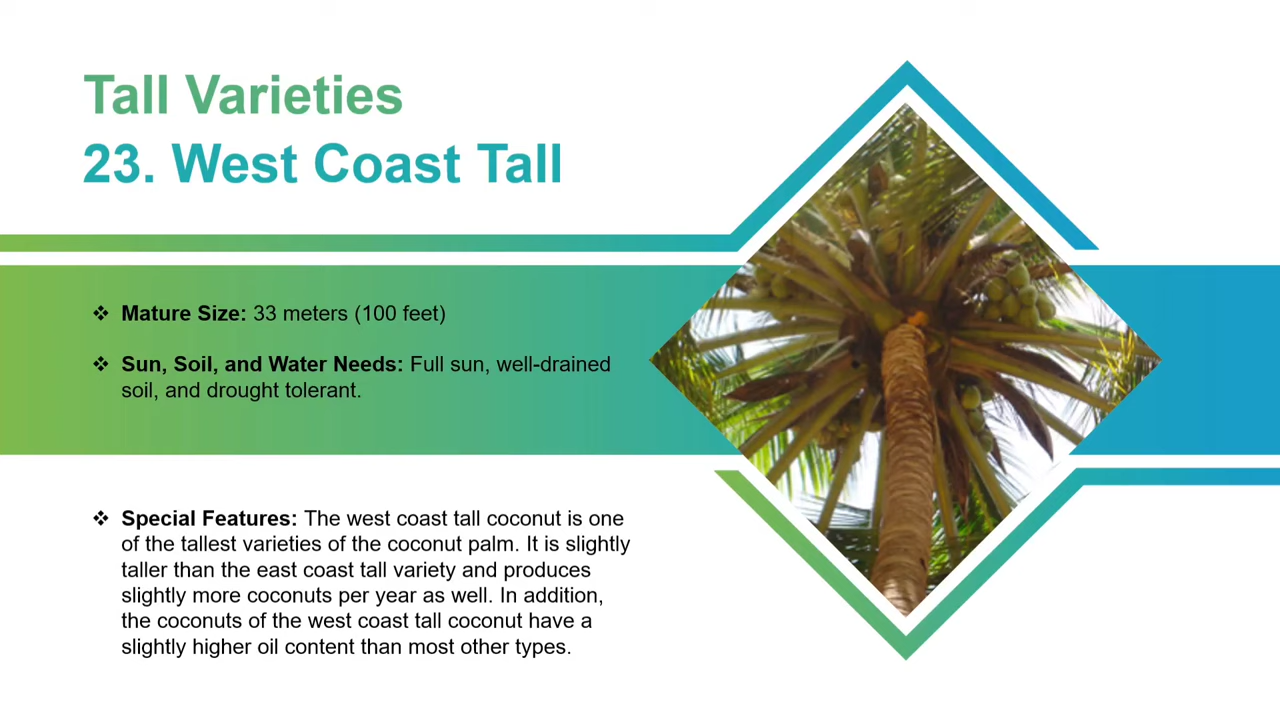 Tall Varieties
23. West Coast Tall
❖ Mature Size: 33 meters (100 feet)
❖ Sun, Soil, and Water Needs: Full sun, well-drained
soil, and drought tolerant.
❖ Special Features: The west coast tall coconut is one
of the tallest varieties of the coconut palm. It is slightly
taller than the east coast tall variety and produces
slightly more coconuts per year as well. In addition,
the coconuts of the west coast tall coconut have a
slightly higher oil content than most other types.